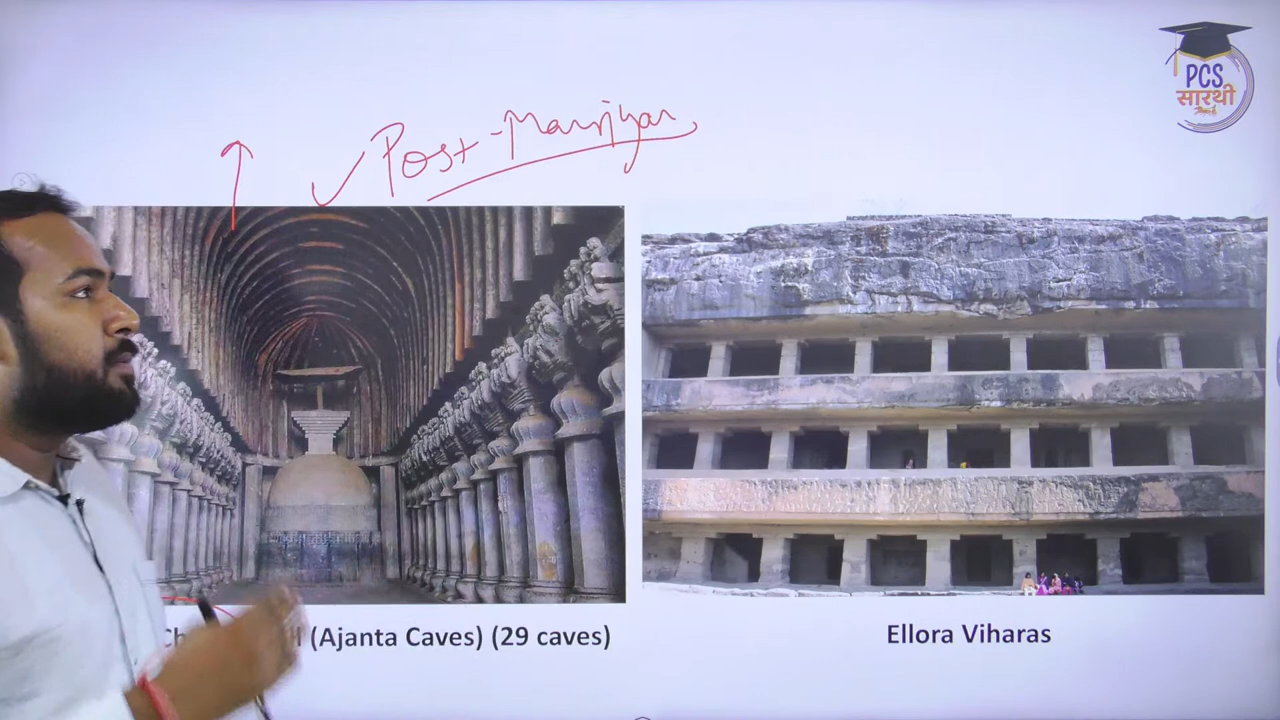 PCS
सारथी
Post-Mauryan
(Ajanta Caves) (29 caves)
Ellora Viharas